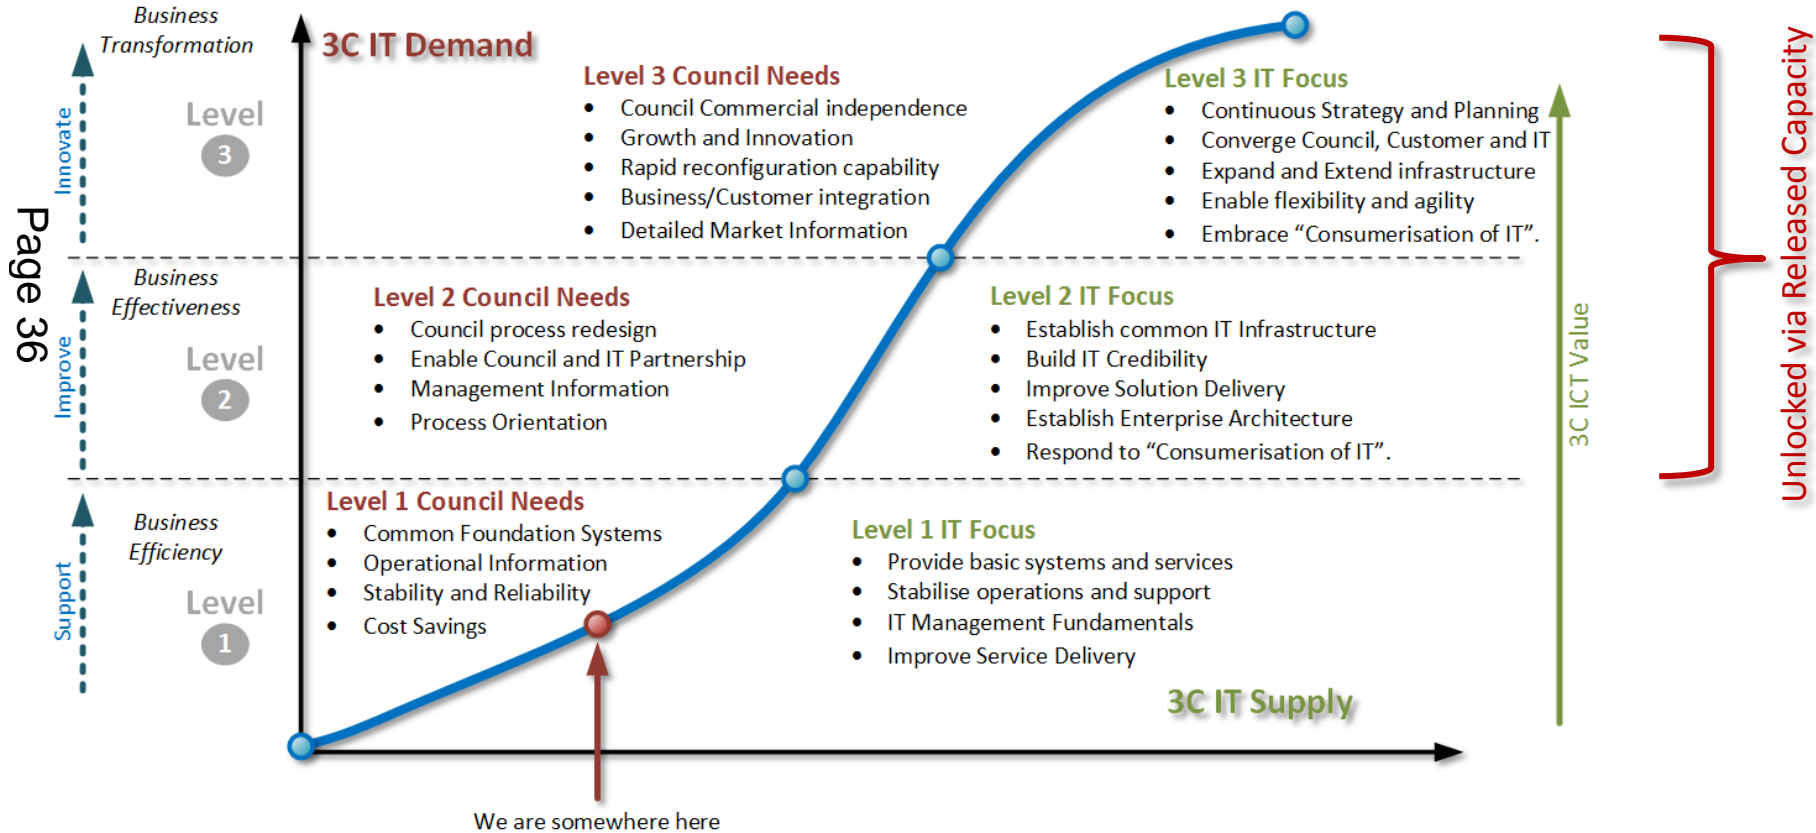 Business
Transformation
3C IT Demand
Level
3
Innovate
Level 3 Council Needs
• Council Commercial independence
• Growth and Innovation
• Rapid reconfiguration capability
• Business/Customer integration
• Detailed Market Information
Level 3 IT Focus
• Continuous Strategy and Planning
• Converge Council, Customer and IT
• Expand and Extend infrastructure
• Enable flexibility and agility
• Embrace “Consumerisation of IT”.
Business
Effectiveness
Level
2
Improve
Level 2 Council Needs
• Council process redesign
• Enable Council and IT Partnership
• Management Information
• Process Orientation
Level 2 IT Focus
• Establish common IT Infrastructure
• Build IT Credibility
• Improve Solution Delivery
• Establish Enterprise Architecture
• Respond to “Consumerisation of IT”.
Business
Efficiency
Level
1
Support
Level 1 Council Needs
• Common Foundation Systems
• Operational Information
• Stability and Reliability
• Cost Savings
Level 1 IT Focus
• Provide basic systems and services
• Stabilise operations and support
• IT Management Fundamentals
• Improve Service Delivery
3C IT Supply
We are somewhere here
3C ICT Value
Unlocked via Released Capacity
Page 36